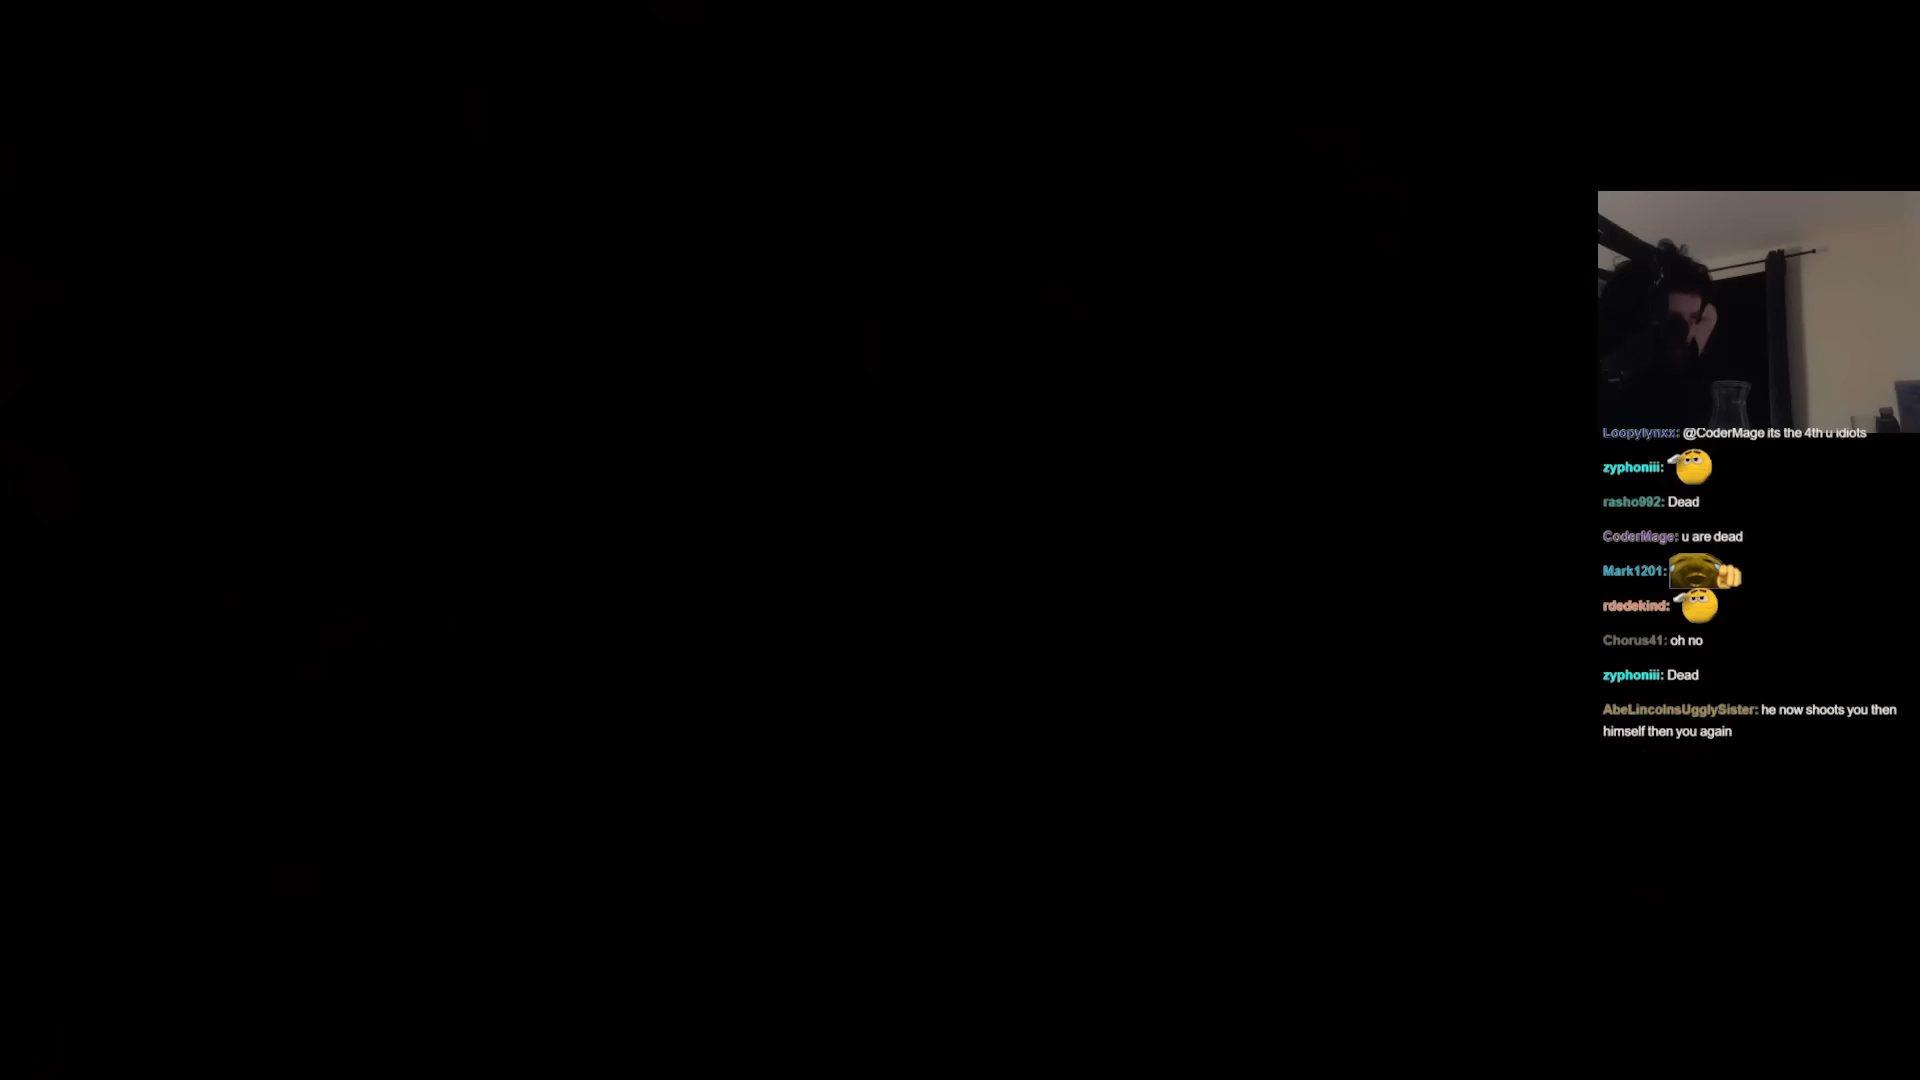 Loopylynxx: @CoderMage its the 4th u idiots
zyphoniii:
rasho992: Dead
CoderMage: u are dead
Mark1201:
rdedekind:
Chorus41: oh no
zyphoniii: Dead
AbeLincolnsUgglySister: he now shoots you then
himself then you again